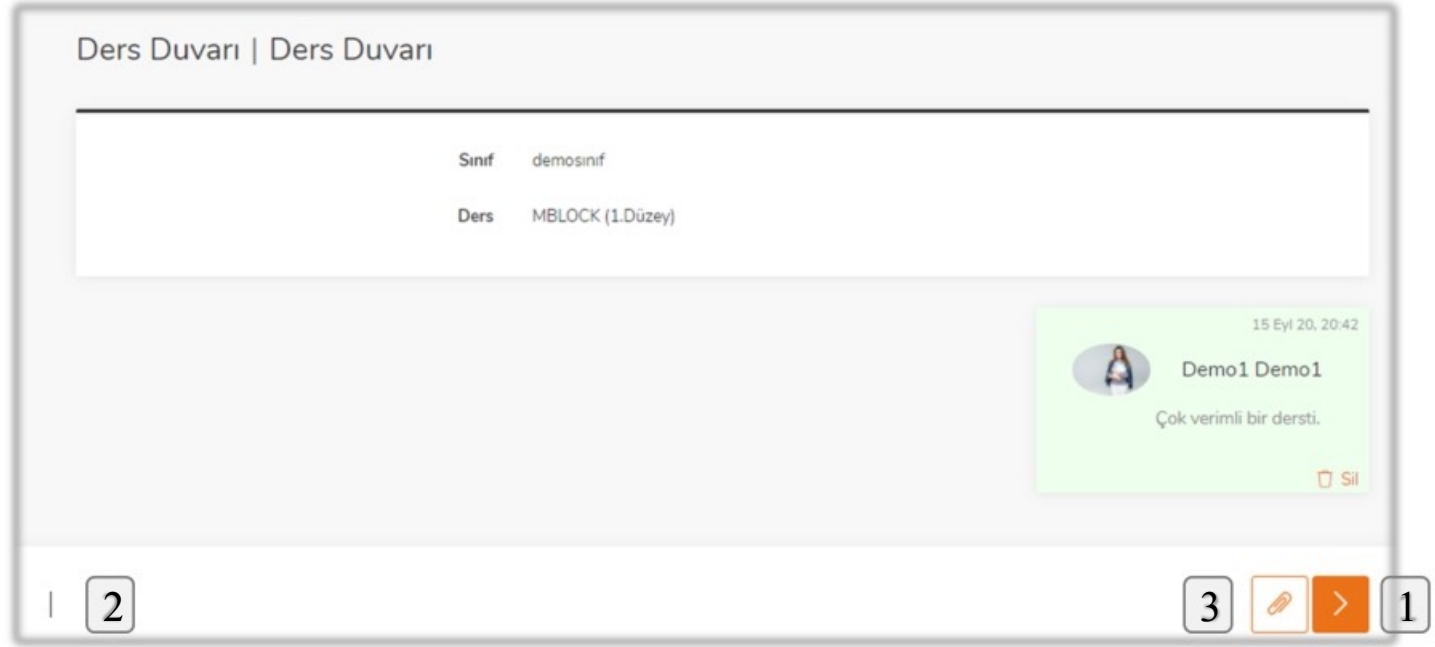 Ders Duvarı | Ders Duvarı
Sınıf demosınıf
Ders MBLOCK (1.Düzey)
15 Eyl 20, 20:42
Demo1 Demo1
Çok verimli bir dersti.
Sil
2 3 1